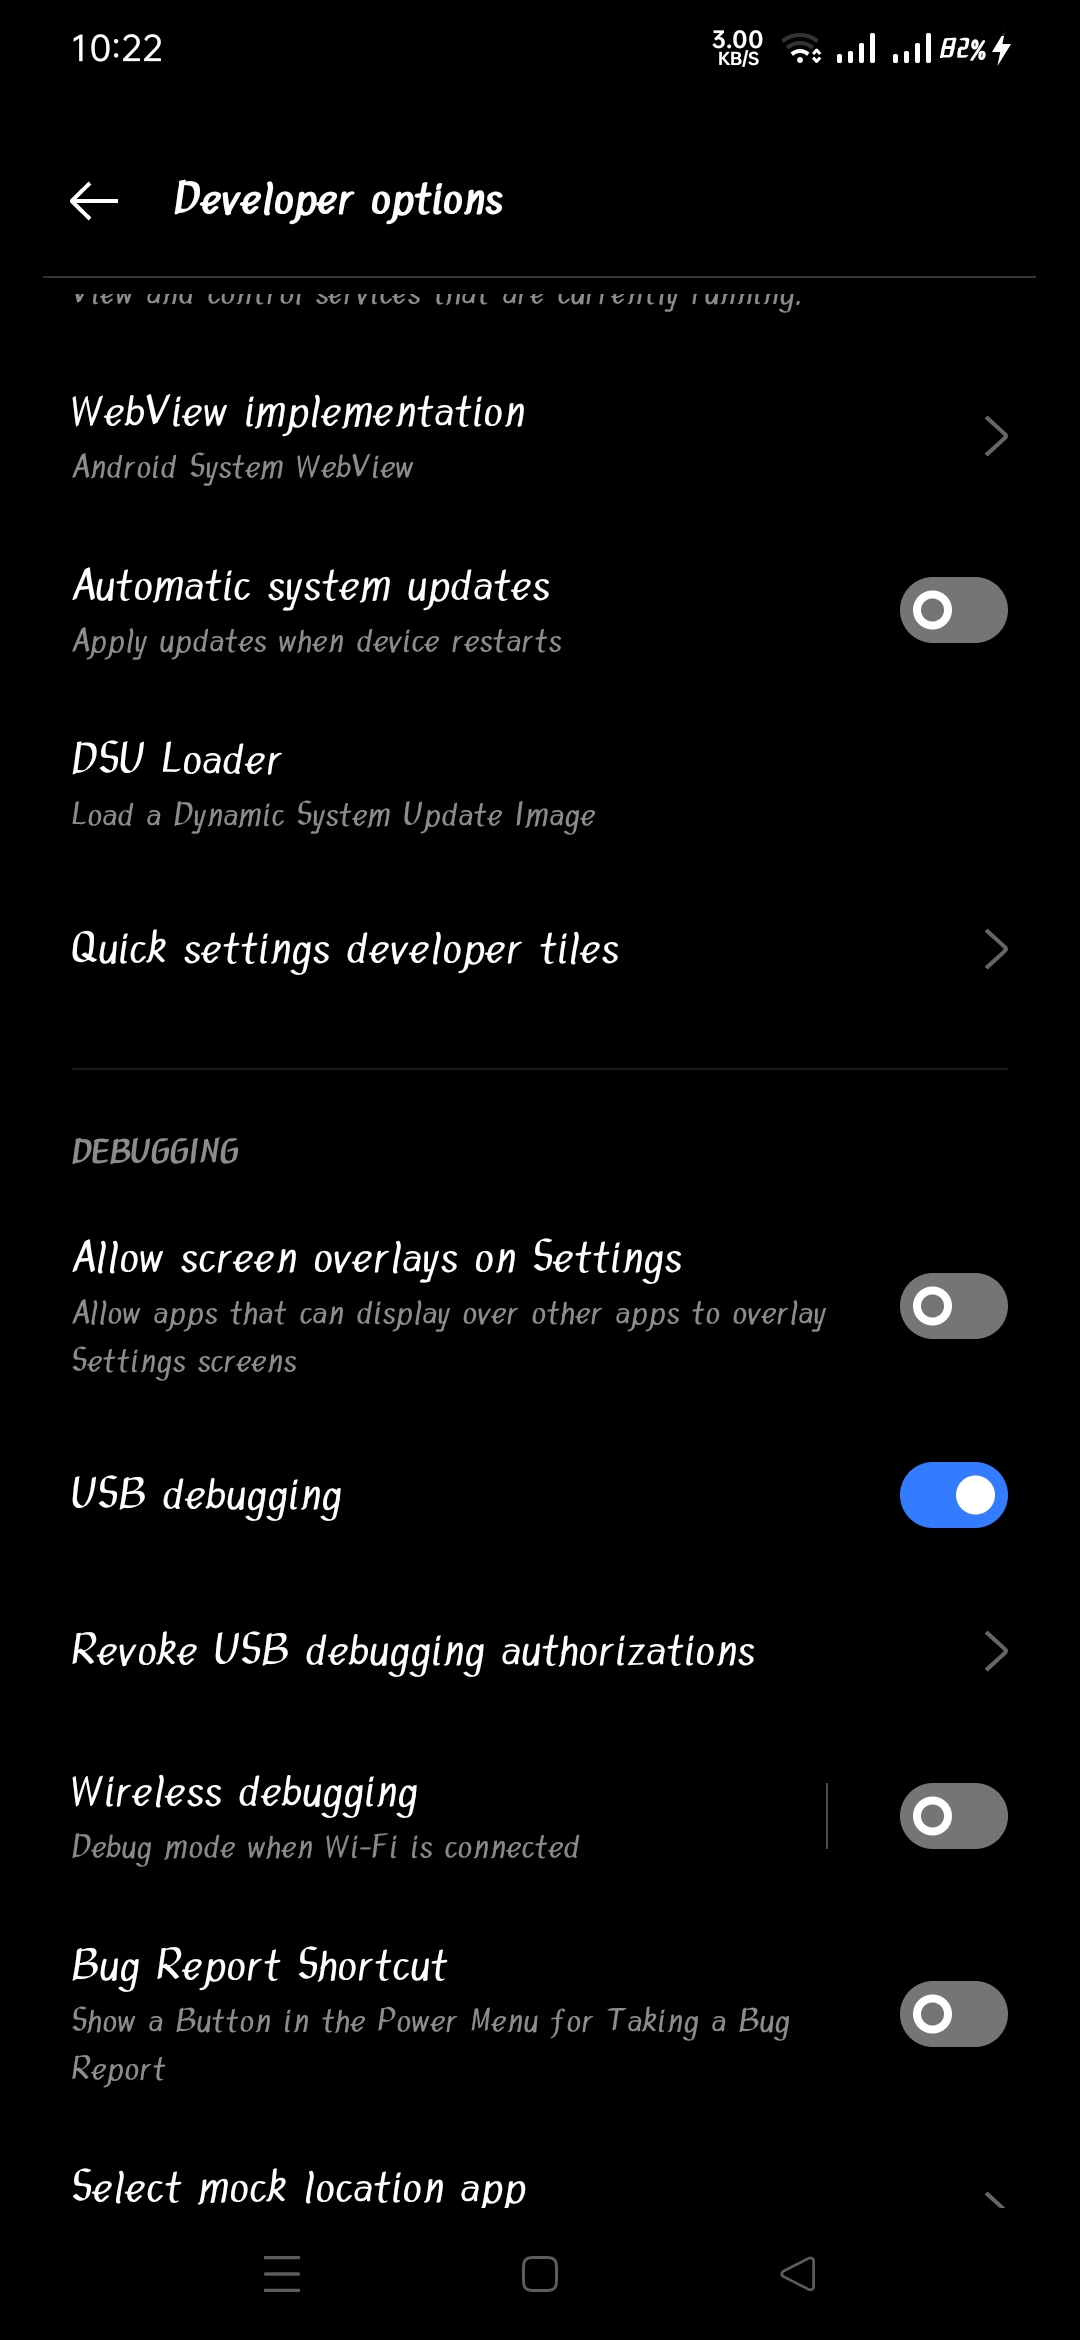 10:22
3.00
KB/S
82%
Developer options
View and control services that are currently running.
WebView implementation
Android System WebView
Automatic system updates
Apply updates when device restarts
DSU Loader
Load a Dynamic System Update Image
Quick settings developer tiles
DEBUGGING
Allow screen overlays on Settings
Allow apps that can display over other apps to overlay
Settings screens
USB debugging
Revoke USB debugging authorizations
Wireless debugging
Debug mode when Wi-Fi is connected
Bug Report Shortcut
Show a Button in the Power Menu for Taking a Bug
Report
Select mock location app